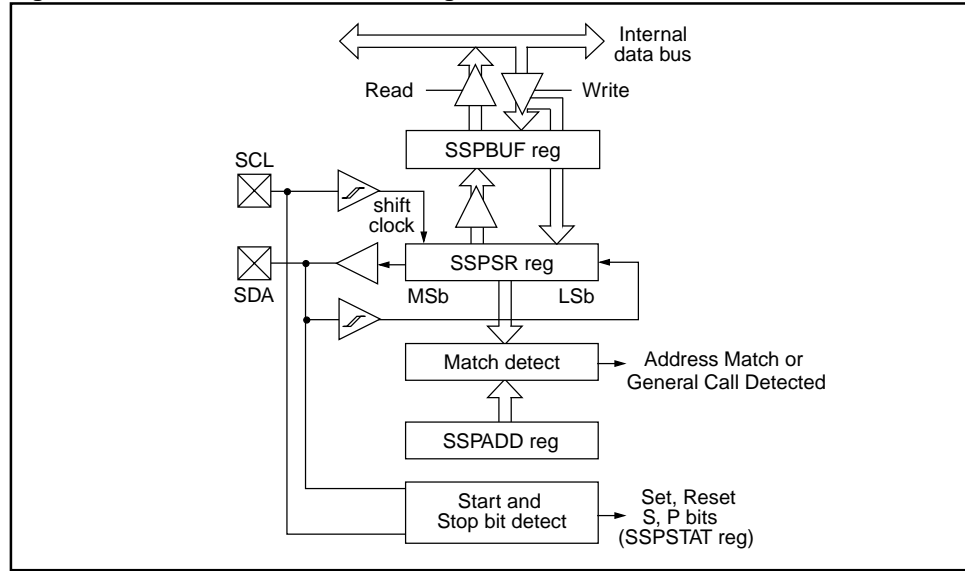 Internal
data bus
Read
Write
SSPBUF reg
SCL
shift
clock
SSPSR reg
SDA
MSb
LSb
Match detect
Address Match or
General Call Detected
SSPADD reg
Start and
Stop bit detect
Set, Reset
S, P bits
(SSPSTAT reg)